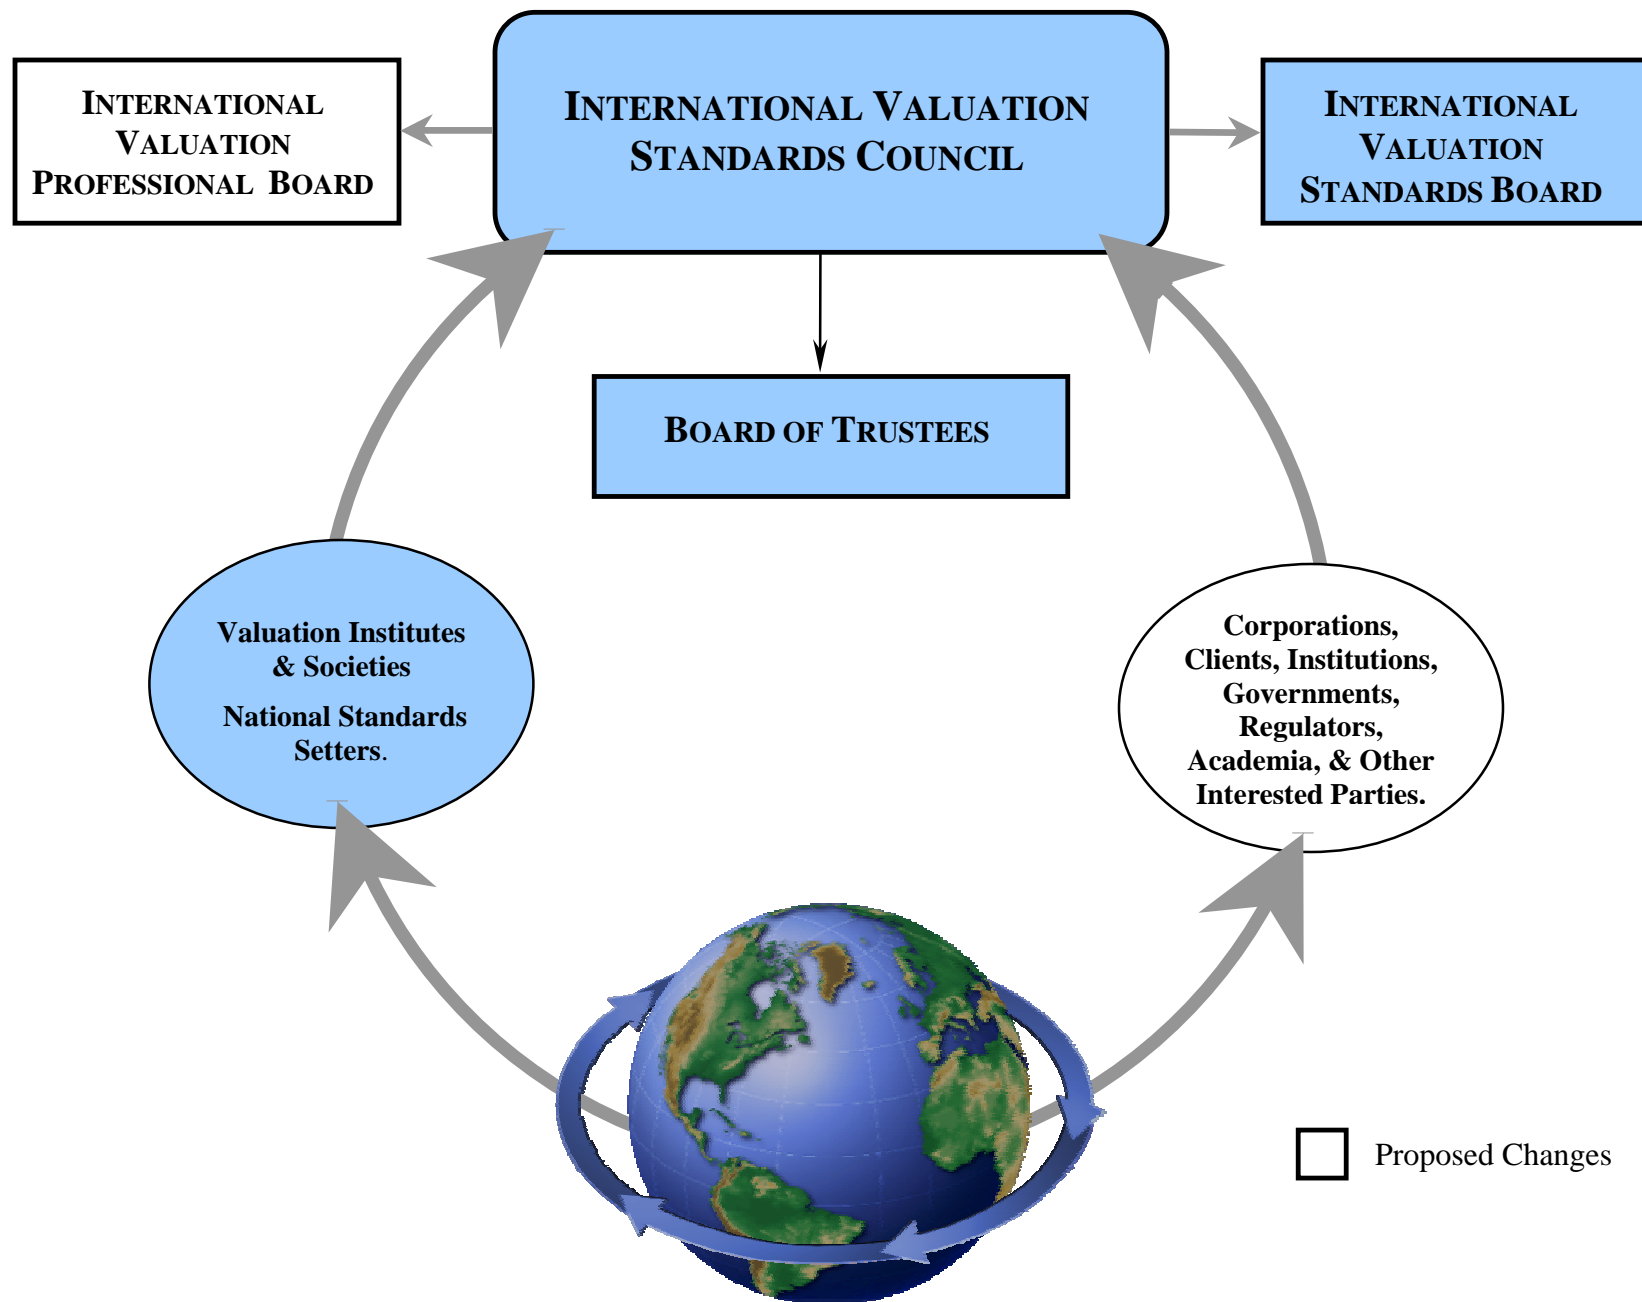 INTERNATIONAL
VALUATION
PROFESSIONAL BOARD
INTERNATIONAL VALUATION
STANDARDS COUNCIL
INTERNATIONAL
VALUATION
STANDARDS BOARD
BOARD OF TRUSTEES
Valuation Institutes
& Societies
National Standards
Setters.
Corporations,
Clients, Institutions,
Governments,
Regulators,
Academia, & Other
Interested Parties.
Proposed Changes